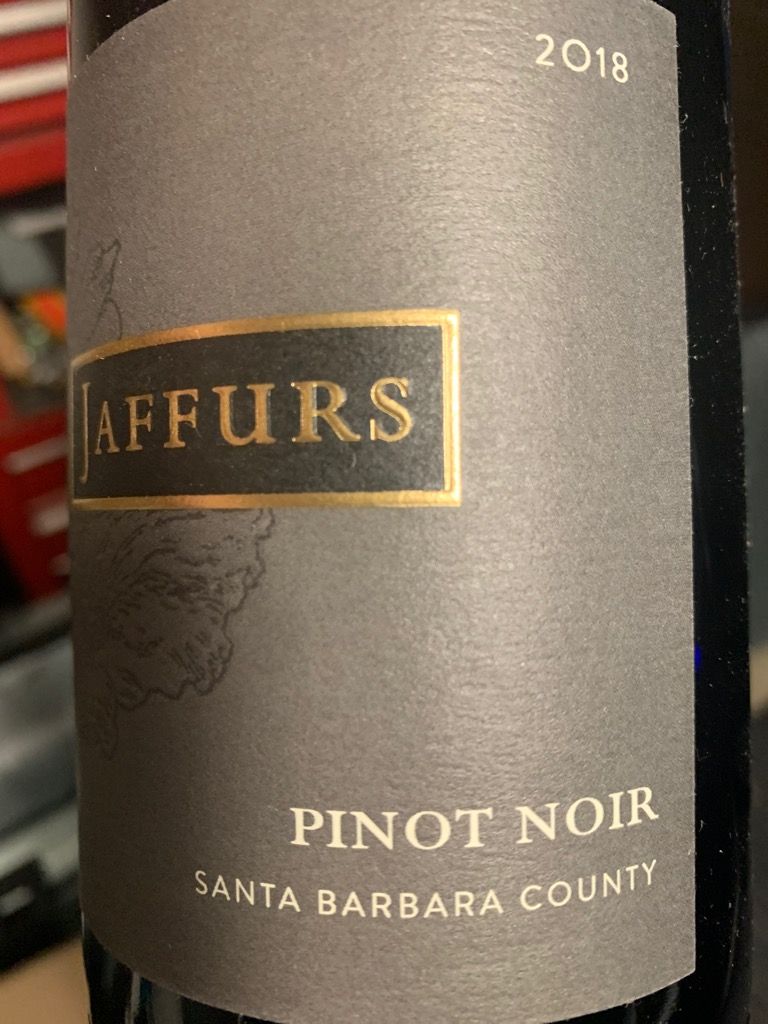 2018
JAFFURS
PINOT NOIR
SANTA BARBARA COUNTY